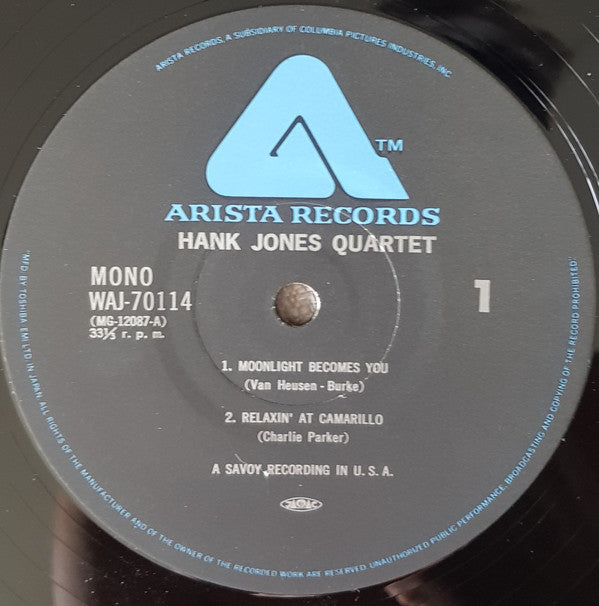 ARISTA RECORDS, A SUBSIDIARY OF COLUMBIA PICTURES INDUSTRIES, INC.
TM
ARISTA RECORDS
HANK JONES QUARTET
MONO
WAJ-70114
(MG-12087-A)
33⅓ r. p. m.
1
1. MOONLIGHT BECOMES YOU
(Van Heusen - Burke)
2. RELAXIN' AT CAMARILLO
(Charlie Parker)
A SAVOY RECORDING IN U. S. A.
JASRAC
"MFD. BY TOSHIBA EMI LTD. IN JAPAN. ALL RIGHTS OF THE MANUFACTURER AND OF THE OWNER OF THE RECORDED WORK ARE RESERVED. UNAUTHORIZED PUBLIC PERFORMANCE, BROADCASTING AND COPYING OF THE RECORD PROHIBITED"